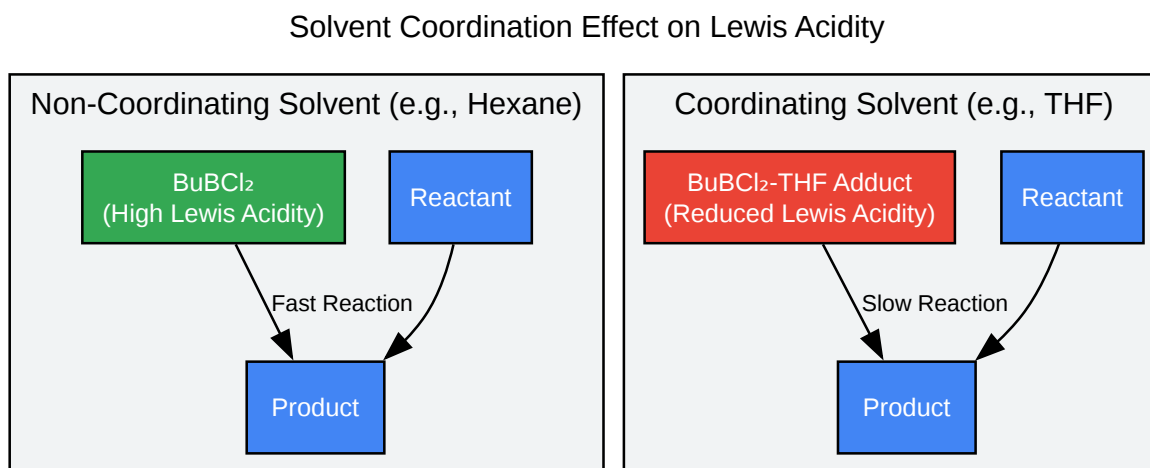 Solvent Coordination Effect on Lewis Acidity
Non-Coordinating Solvent (e.g., Hexane)
BuBCl₂
(High Lewis Acidity)
Reactant
Fast Reaction
Product
Coordinating Solvent (e.g., THF)
BuBCl₂-THF Adduct
(Reduced Lewis Acidity)
Reactant
Slow Reaction
Product